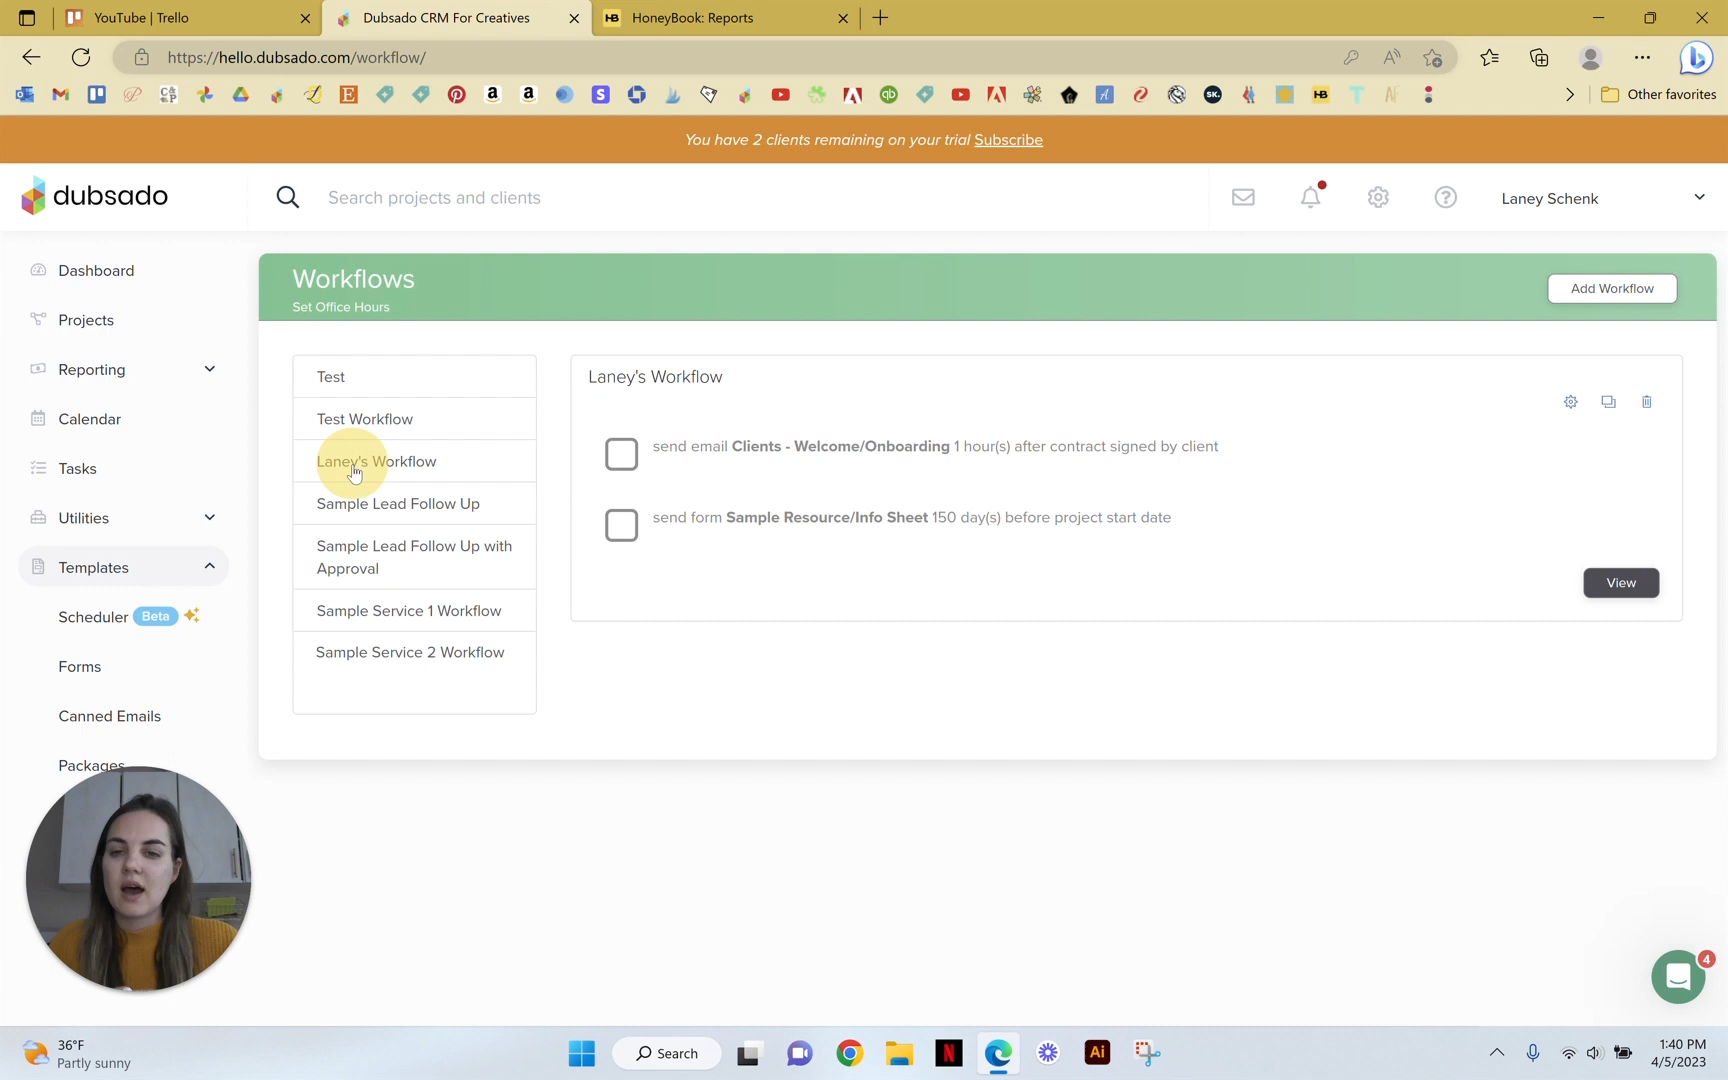 YouTube | Trello
Dubsado CRM For Creatives
HB HoneyBook: Reports
https://hello.dubsado.com/workflow/
Other favorites
You have 2 clients remaining on your trial Subscribe
dubsado
Search projects and clients
Laney Schenk
Dashboard
Projects
Reporting
Calendar
Tasks
Utilities
Templates
Scheduler Beta
Forms
Canned Emails
Packages
Workflows
Set Office Hours
Add Workflow
Test
Test Workflow
Laney's Workflow
Sample Lead Follow Up
Sample Lead Follow Up with
Approval
Sample Service 1 Workflow
Sample Service 2 Workflow
Laney's Workflow
send email Clients - Welcome/Onboarding 1 hour(s) after contract signed by client
send form Sample Resource/Info Sheet 150 day(s) before project start date
View
4
36°F
Partly sunny
Search
Ai
1:40 PM
4/5/2023